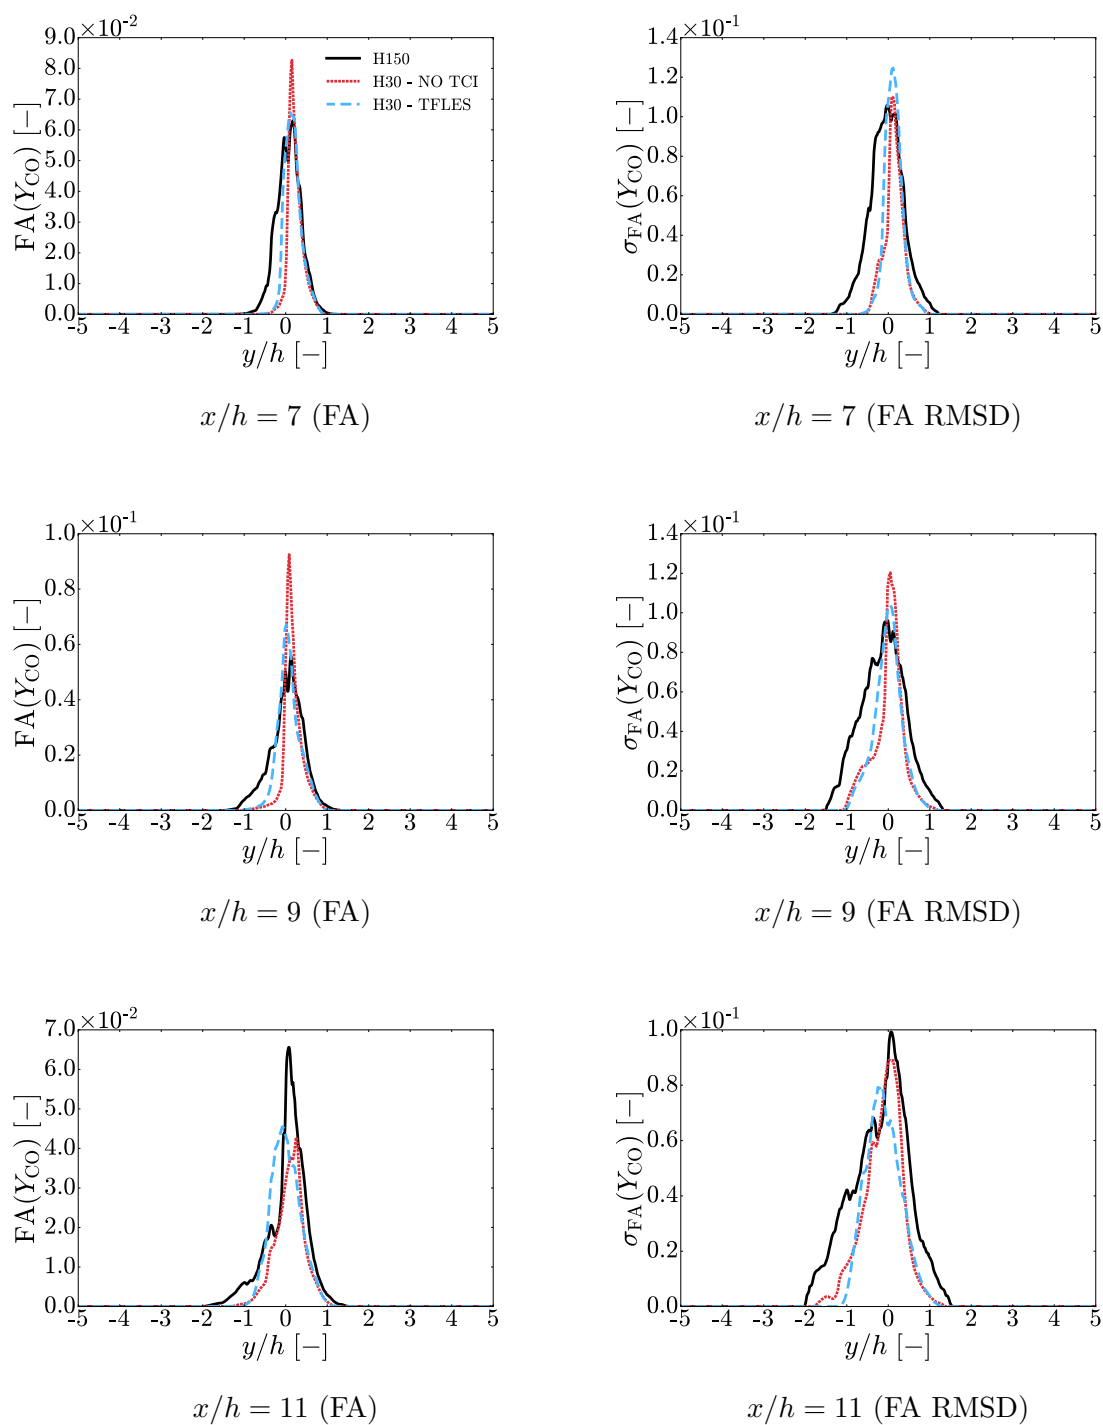 9.0 ×10⁻²
8.0
7.0
6.0
5.0
4.0
3.0
2.0
1.0
0.0
FA(Y_CO) [−]
H150
H30 - NO TCI
H30 - TFLES
-5 -4 -3 -2 -1 0 1 2 3 4 5
y/h [−]
x/h = 7 (FA)
1.4 ×10⁻¹
1.2
1.0
0.8
0.6
0.4
0.2
0.0
σ_FA(Y_CO) [−]
-5 -4 -3 -2 -1 0 1 2 3 4 5
y/h [−]
x/h = 7 (FA RMSD)
1.0 ×10⁻¹
0.8
0.6
0.4
0.2
0.0
FA(Y_CO) [−]
-5 -4 -3 -2 -1 0 1 2 3 4 5
y/h [−]
x/h = 9 (FA)
1.4 ×10⁻¹
1.2
1.0
0.8
0.6
0.4
0.2
0.0
σ_FA(Y_CO) [−]
-5 -4 -3 -2 -1 0 1 2 3 4 5
y/h [−]
x/h = 9 (FA RMSD)
7.0 ×10⁻²
6.0
5.0
4.0
3.0
2.0
1.0
0.0
FA(Y_CO) [−]
-5 -4 -3 -2 -1 0 1 2 3 4 5
y/h [−]
x/h = 11 (FA)
1.0 ×10⁻¹
0.8
0.6
0.4
0.2
0.0
σ_FA(Y_CO) [−]
-5 -4 -3 -2 -1 0 1 2 3 4 5
y/h [−]
x/h = 11 (FA RMSD)